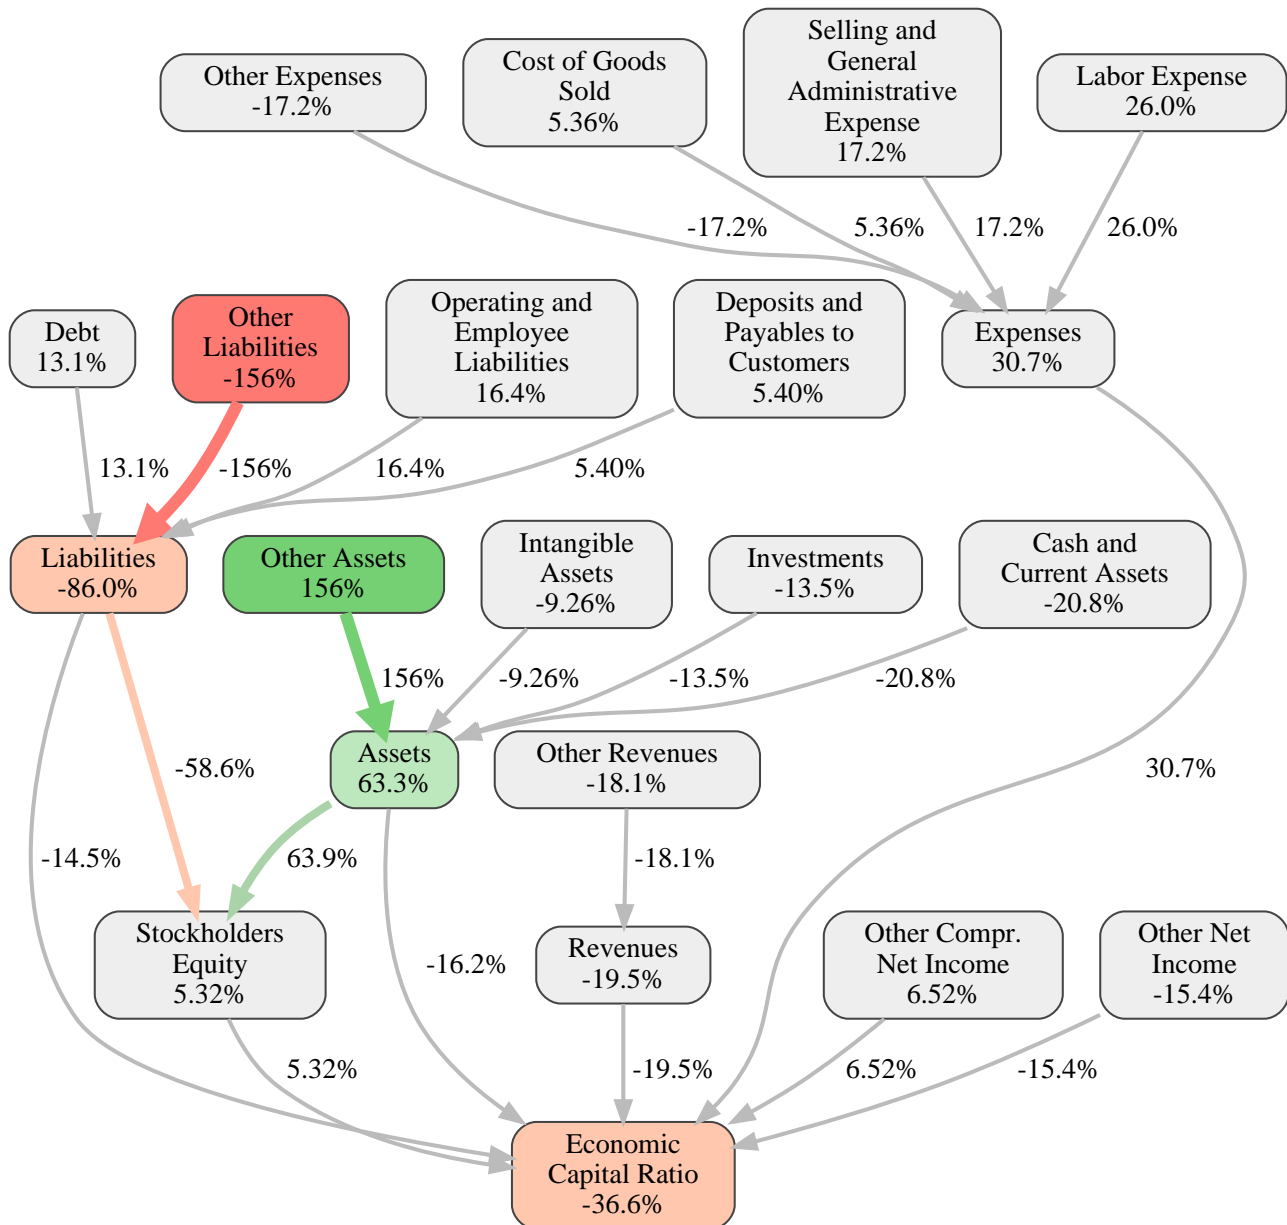 Other Expenses
-17.2%
Cost of Goods
Sold
5.36%
Selling and
General
Administrative
Expense
17.2%
Labor Expense
26.0%
-17.2%
5.36%
17.2%
26.0%
Debt
13.1%
Other
Liabilities
-156%
Operating and
Employee
Liabilities
16.4%
Deposits and
Payables to
Customers
5.40%
Expenses
30.7%
13.1%
-156%
16.4%
5.40%
Liabilities
-86.0%
Other Assets
156%
Intangible
Assets
-9.26%
Investments
-13.5%
Cash and
Current Assets
-20.8%
156%
-9.26%
-13.5%
-20.8%
-58.6%
Assets
63.3%
Other Revenues
-18.1%
30.7%
-14.5%
63.9%
-18.1%
Stockholders
Equity
5.32%
-16.2%
Revenues
-19.5%
Other Compr.
Net Income
6.52%
Other Net
Income
-15.4%
5.32%
-19.5%
6.52%
-15.4%
Economic
Capital Ratio
-36.6%